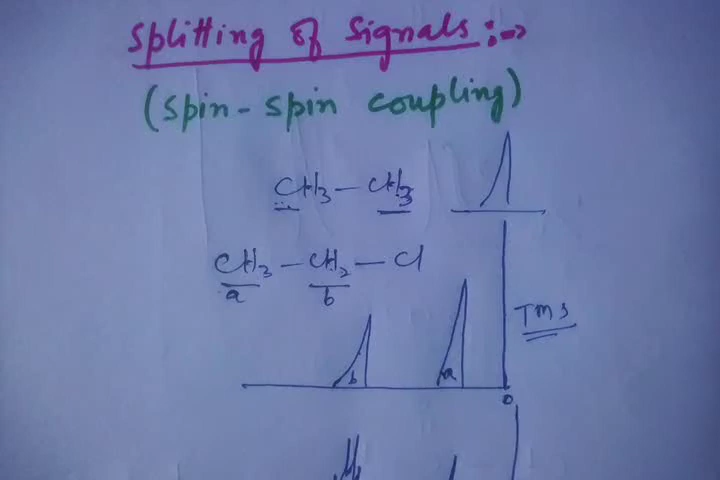 Splitting of Signals :→
(Spin-spin coupling)
CH3 — CH3
CH3 — CH2 — Cl
a b
TMS
b a
0